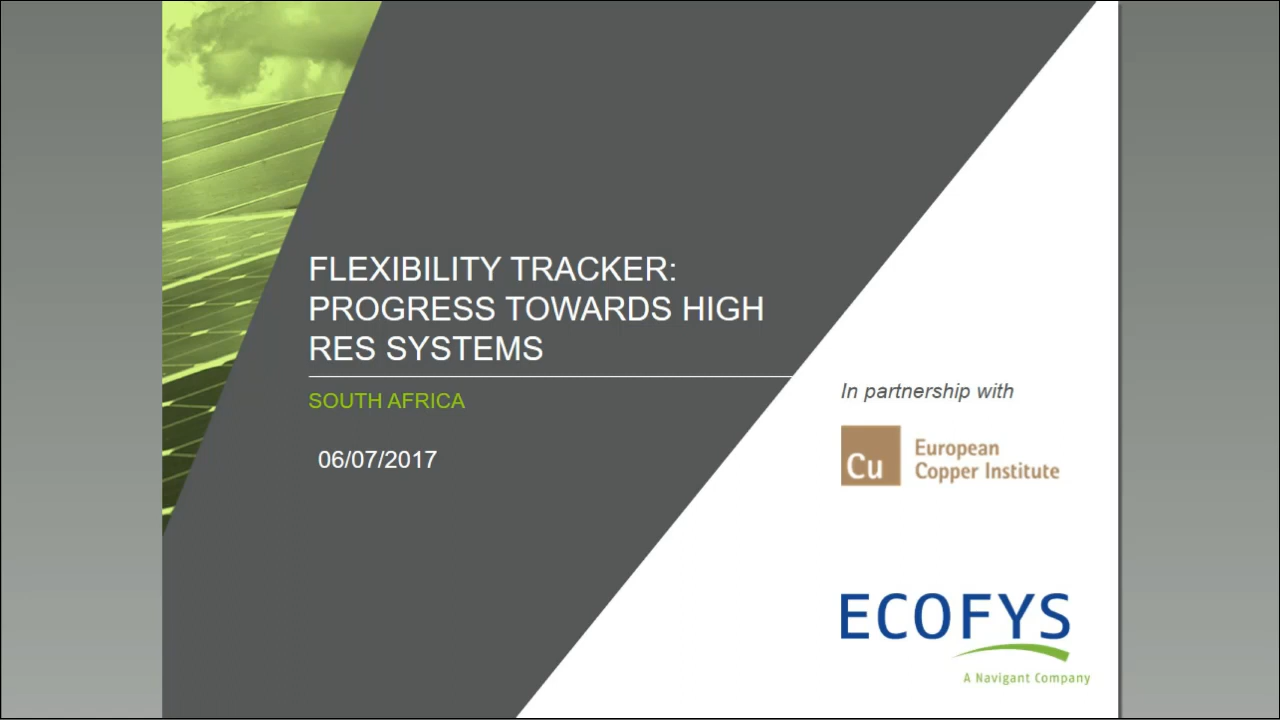 FLEXIBILITY TRACKER:
PROGRESS TOWARDS HIGH
RES SYSTEMS
SOUTH AFRICA
06/07/2017
In partnership with
Cu
European
Copper Institute
ECOFYS
A Navigant Company